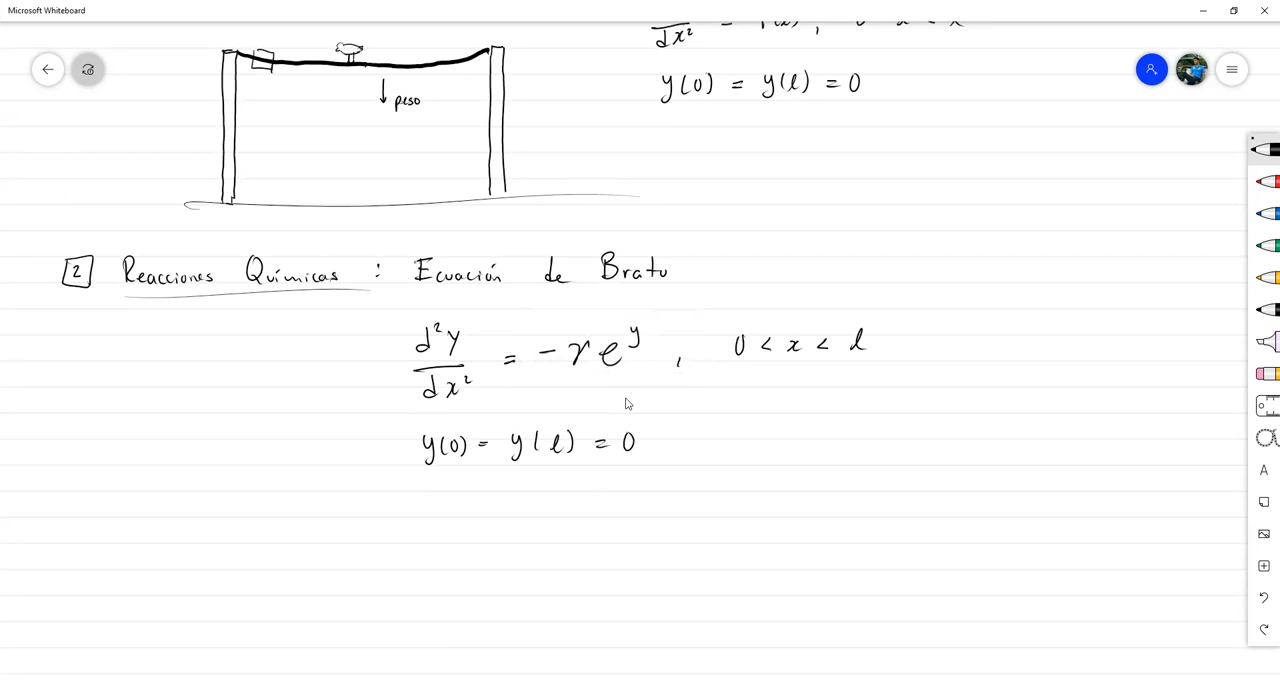 Microsoft Whiteboard
y(0) = y(l) = 0
peso
2 Reacciones Químicas : Ecuación de Bratu
d²y/dx² = -γe^y , 0 < x < l
y(0) = y(l) = 0
A